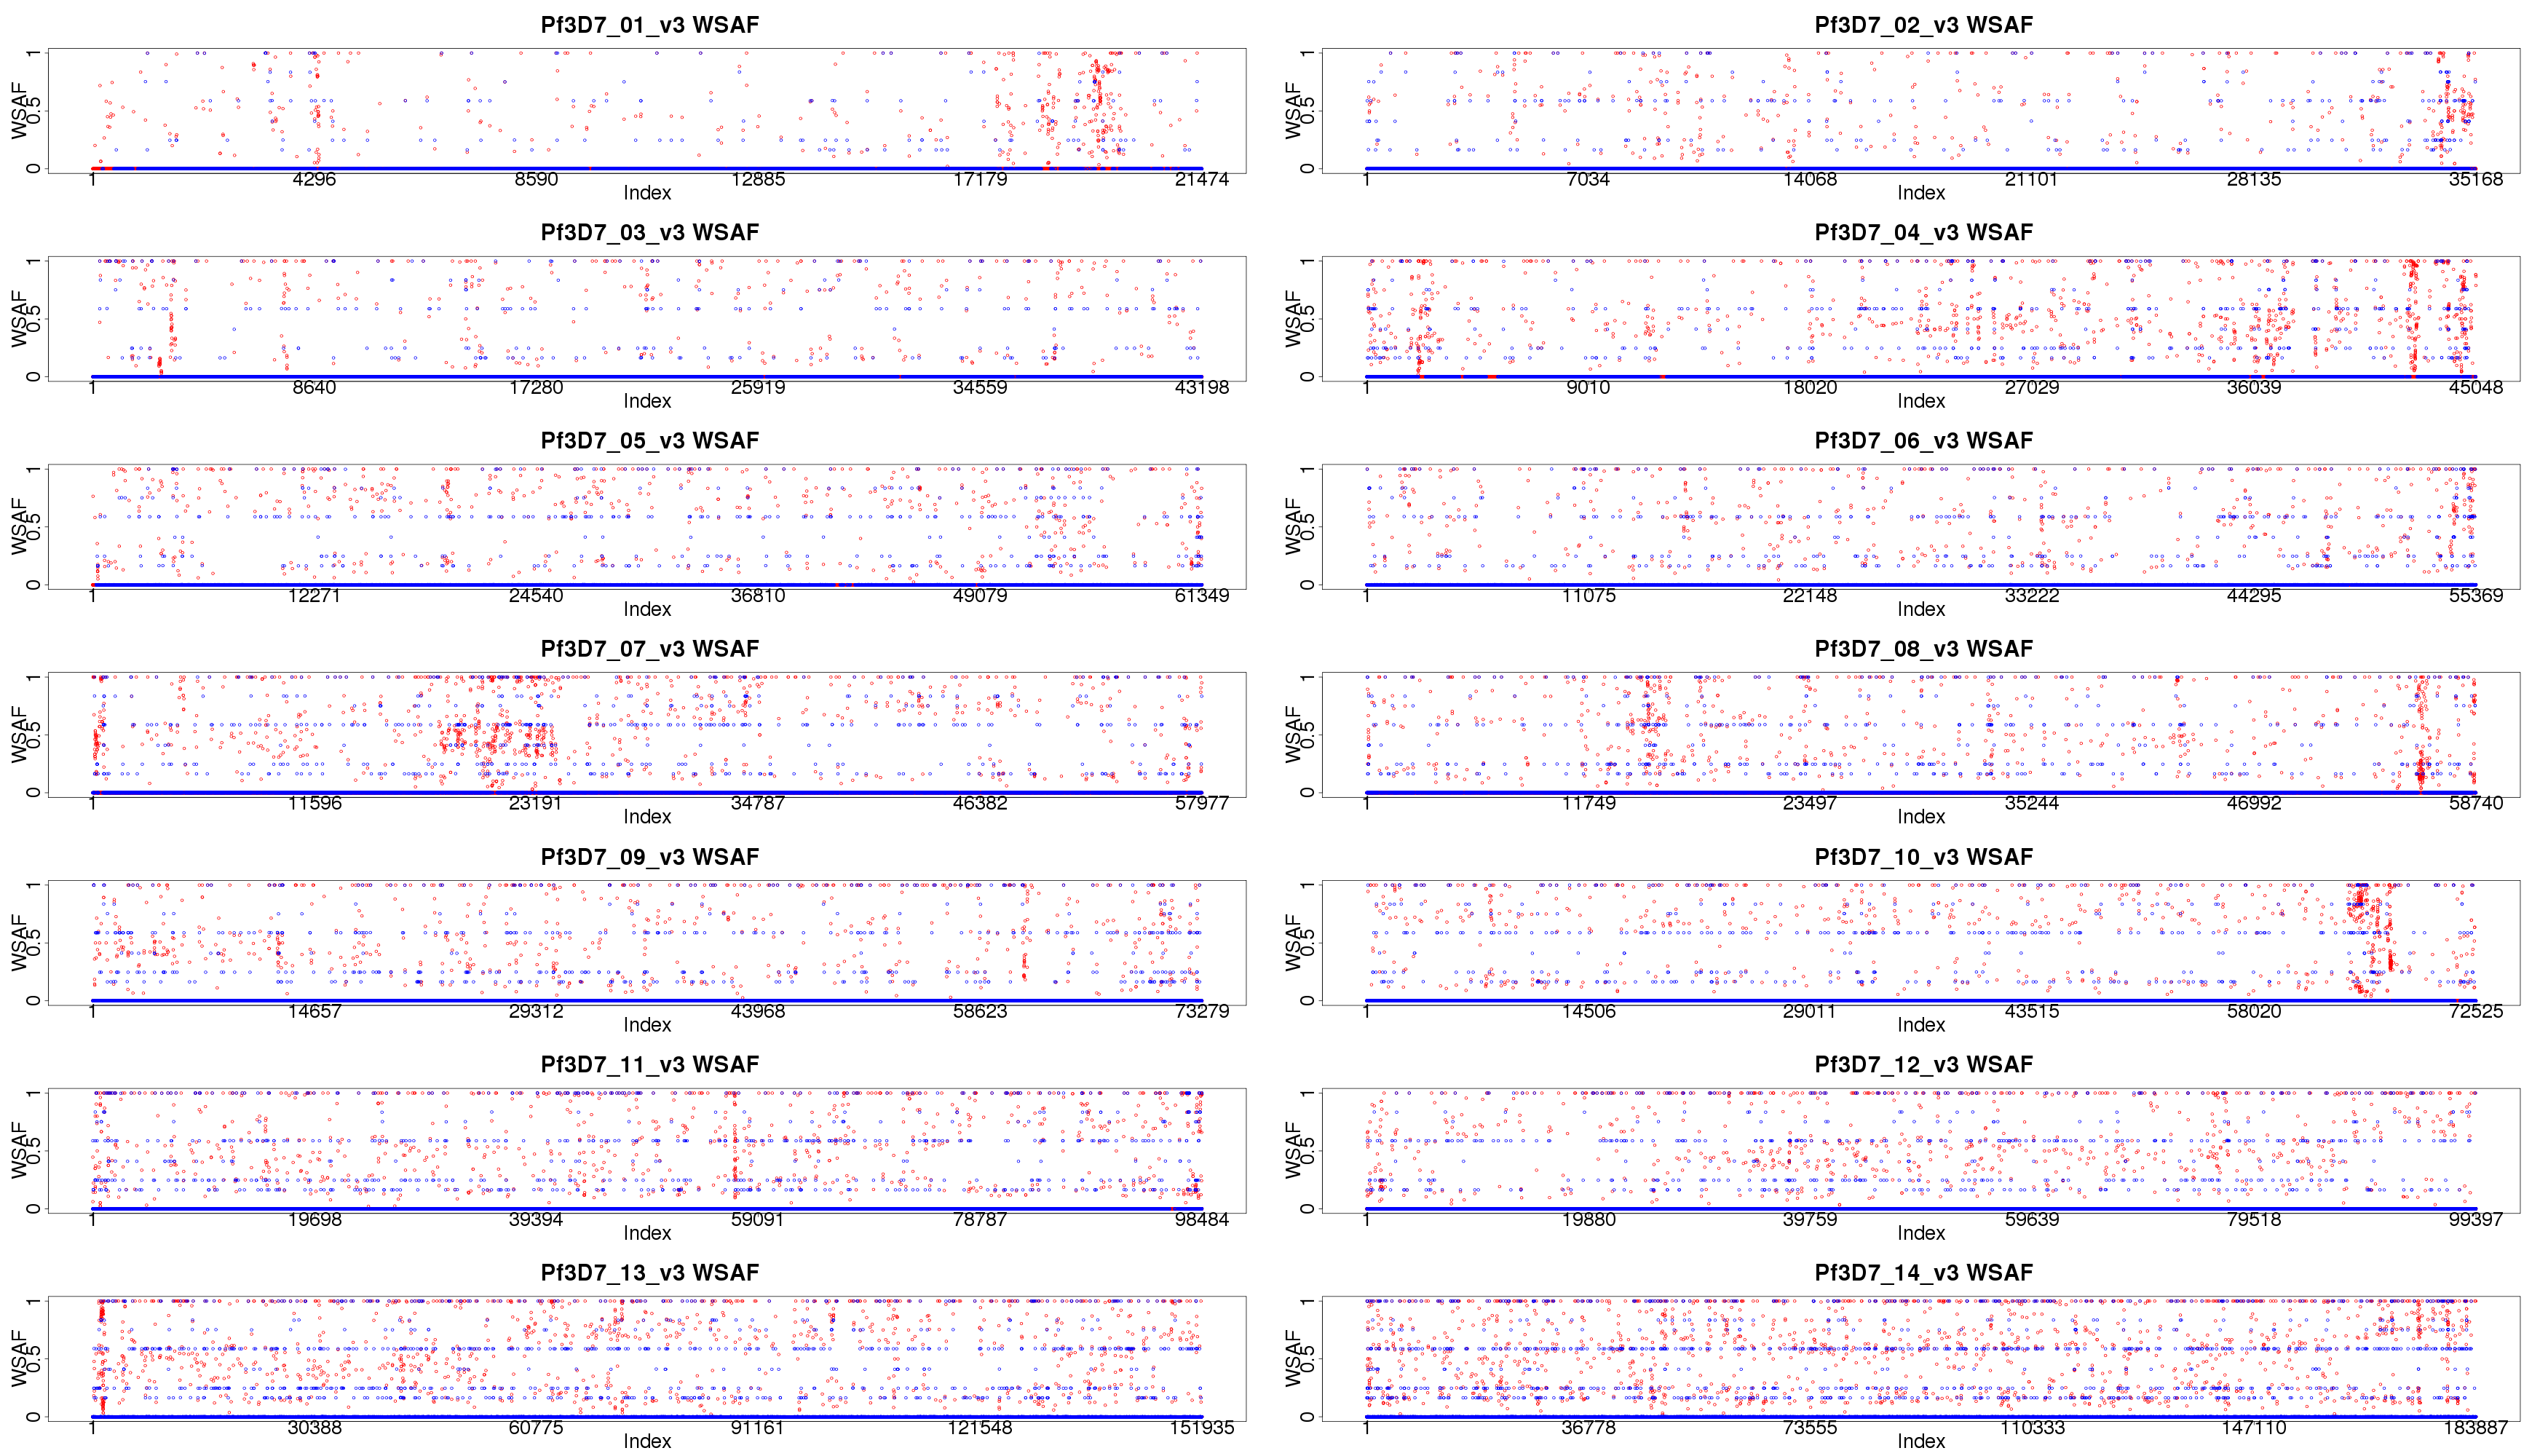 Pf3D7_01_v3 WSAF
WSAF
1
0.5
0
1 4296 8590 12885 17179 21474
Index
Pf3D7_02_v3 WSAF
WSAF
1
0.5
0
1 7034 14068 21101 28135 35168
Index
Pf3D7_03_v3 WSAF
WSAF
1
0.5
0
1 8640 17280 25919 34559 43198
Index
Pf3D7_04_v3 WSAF
WSAF
1
0.5
0
1 9010 18020 27029 36039 45048
Index
Pf3D7_05_v3 WSAF
WSAF
1
0.5
0
1 12271 24540 36810 49079 61349
Index
Pf3D7_06_v3 WSAF
WSAF
1
0.5
0
1 11075 22148 33222 44295 55369
Index
Pf3D7_07_v3 WSAF
WSAF
1
0.5
0
1 11596 23191 34787 46382 57977
Index
Pf3D7_08_v3 WSAF
WSAF
1
0.5
0
1 11749 23497 35244 46992 58740
Index
Pf3D7_09_v3 WSAF
WSAF
1
0.5
0
1 14657 29312 43968 58623 73279
Index
Pf3D7_10_v3 WSAF
WSAF
1
0.5
0
1 14506 29011 43515 58020 72525
Index
Pf3D7_11_v3 WSAF
WSAF
1
0.5
0
1 19698 39394 59091 78787 98484
Index
Pf3D7_12_v3 WSAF
WSAF
1
0.5
0
1 19880 39759 59639 79518 99397
Index
Pf3D7_13_v3 WSAF
WSAF
1
0.5
0
1 30388 60775 91161 121548 151935
Index
Pf3D7_14_v3 WSAF
WSAF
1
0.5
0
1 36778 73555 110333 147110 183887
Index